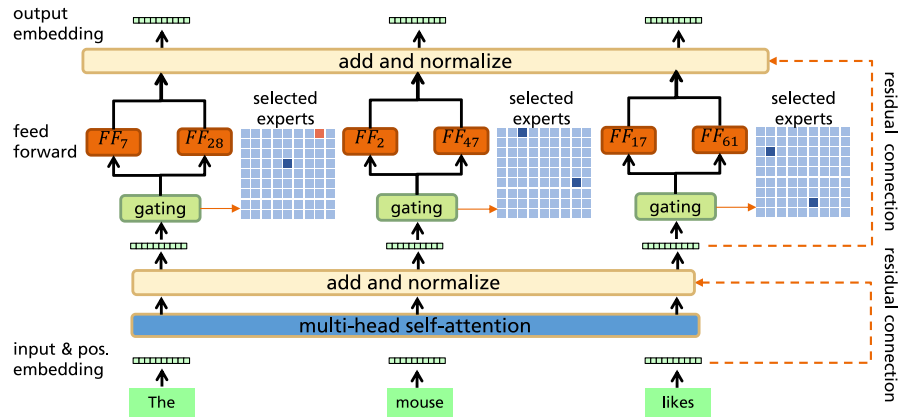 output
embedding
add and normalize
selected
experts
selected
experts
selected
experts
feed
forward
FF7
FF28
FF2
FF47
FF17
FF61
gating
gating
gating
residual connection
add and normalize
multi-head self-attention
residual connection
input & pos.
embedding
The
mouse
likes